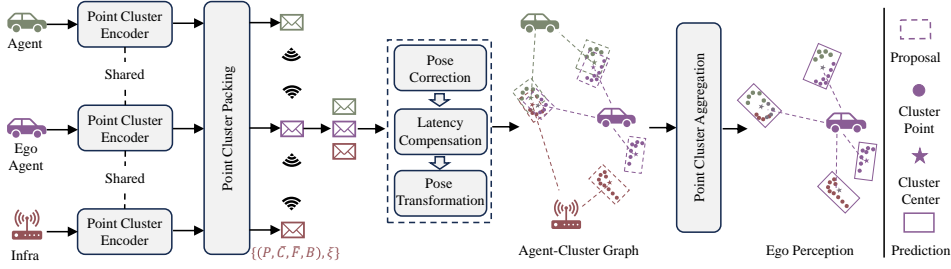 Agent
Point Cluster
Encoder
Shared
Ego
Agent
Point Cluster
Encoder
Shared
Infra
Point Cluster
Encoder
Point Cluster Packing
{(P, C, F, B), ξ}
Pose
Correction
Latency
Compensation
Pose
Transformation
Agent-Cluster Graph
Point Cluster Aggregation
Ego Perception
Proposal
Cluster
Point
Cluster
Center
Prediction